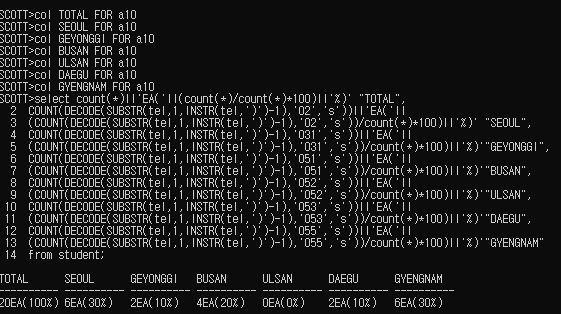 SCOTT>col TOTAL FOR a10
SCOTT>col SEOUL FOR a10
SCOTT>col GEYONGGI FOR a10
SCOTT>col BUSAN FOR a10
SCOTT>col ULSAN FOR a10
SCOTT>col DAEGU FOR a10
SCOTT>col GYENGNAM FOR a10
SCOTT>select count(*)||'EA('||(count(*)/count(*)*100)||'%)' "TOTAL",
2 COUNT(DECODE(SUBSTR(tel,1,INSTR(tel,')')-1),'02','s'))||'EA('||
3 (COUNT(DECODE(SUBSTR(tel,1,INSTR(tel,')')-1),'02','s'))/count(*)*100)||'%)' "SEOUL",
4 COUNT(DECODE(SUBSTR(tel,1,INSTR(tel,')')-1),'031','s'))||'EA('||
5 (COUNT(DECODE(SUBSTR(tel,1,INSTR(tel,')')-1),'031','s'))/count(*)*100)||'%)'"GEYONGGI",
6 COUNT(DECODE(SUBSTR(tel,1,INSTR(tel,')')-1),'051','s'))||'EA('||
7 (COUNT(DECODE(SUBSTR(tel,1,INSTR(tel,')')-1),'051','s'))/count(*)*100)||'%)'"BUSAN",
8 COUNT(DECODE(SUBSTR(tel,1,INSTR(tel,')')-1),'052','s'))||'EA('||
9 (COUNT(DECODE(SUBSTR(tel,1,INSTR(tel,')')-1),'052','s'))/count(*)*100)||'%)'"ULSAN",
10 COUNT(DECODE(SUBSTR(tel,1,INSTR(tel,')')-1),'053','s'))||'EA('||
11 (COUNT(DECODE(SUBSTR(tel,1,INSTR(tel,')')-1),'053','s'))/count(*)*100)||'%)'"DAEGU",
12 COUNT(DECODE(SUBSTR(tel,1,INSTR(tel,')')-1),'055','s'))||'EA('||
13 (COUNT(DECODE(SUBSTR(tel,1,INSTR(tel,')')-1),'055','s'))/count(*)*100)||'%)'"GYENGNAM"
14 from student;
TOTAL SEOUL GEYONGGI BUSAN ULSAN DAEGU GYENGNAM
---------- ---------- ---------- ---------- ---------- ---------- ----------
20EA(100%) 6EA(30%) 2EA(10%) 4EA(20%) 0EA(0%) 2EA(10%) 6EA(30%)